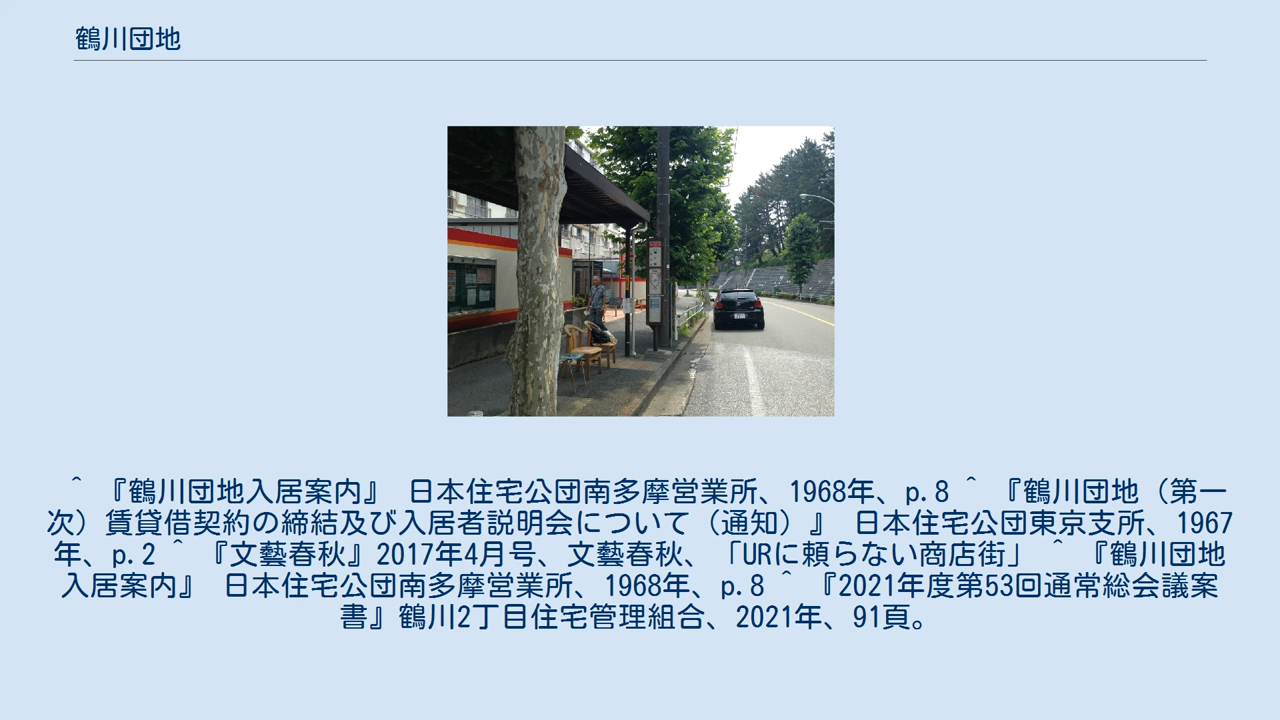 鶴川団地
^ 『鶴川団地入居案内』 日本住宅公団南多摩営業所、1968年、p.8 ^ 『鶴川団地（第一
次）賃貸借契約の締結及び入居者説明会について（通知）』 日本住宅公団東京支所、1967
年、p.2 ^ 『文藝春秋』2017年4月号、文藝春秋、「URに頼らない商店街」 ^ 『鶴川団地
入居案内』 日本住宅公団南多摩営業所、1968年、p.8 ^ 『2021年度第53回通常総会議案
書』鶴川2丁目住宅管理組合、2021年、91頁。